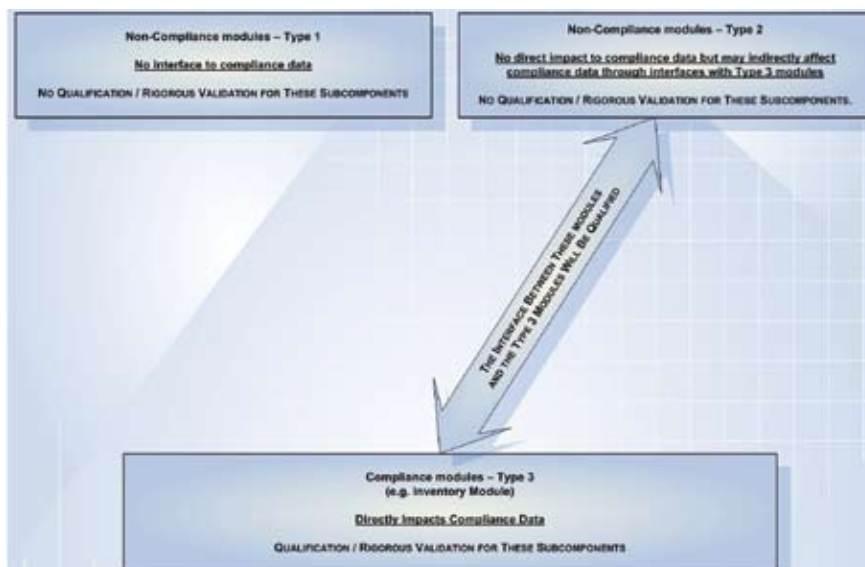 Non-Compliance modules – Type 1
No Interface to compliance data
NO QUALIFICATION / RIGOROUS VALIDATION FOR THESE SUBCOMPONENTS
Non-Compliance modules – Type 2
No direct impact to compliance data but may indirectly affect
compliance data through interfaces with Type 3 modules
NO QUALIFICATION / RIGOROUS VALIDATION FOR THESE SUBCOMPONENTS.
THE INTERFACE BETWEEN THESE MODULES
AND THE TYPE 3 MODULES WILL BE QUALIFIED
Compliance modules – Type 3
(e.g. Inventory Module)
Directly Impacts Compliance Data
QUALIFICATION / RIGOROUS VALIDATION FOR THESE SUBCOMPONENTS